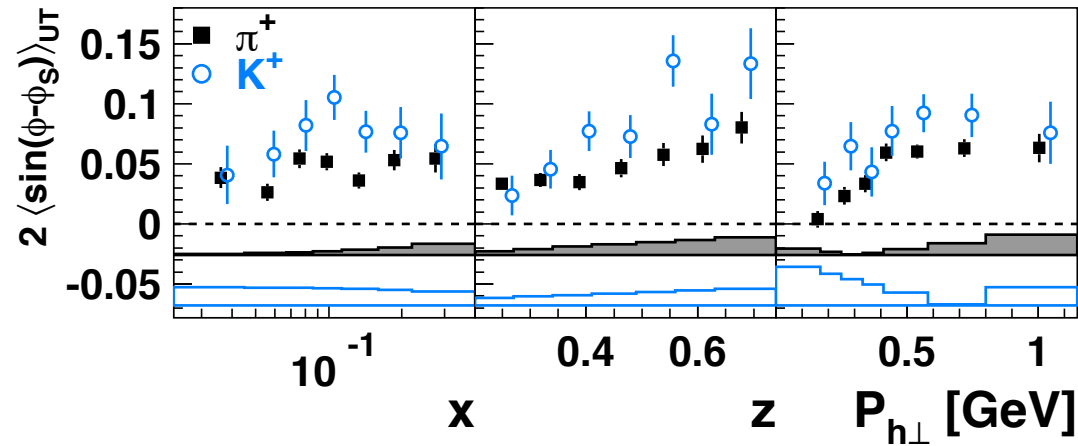 2 ⟨sin(φ-φS)⟩UT
0.15
0.1
0.05
0
-0.05
π+
K+
10-1
0.4 0.6
0.5 1
x
z
Ph⊥ [GeV]